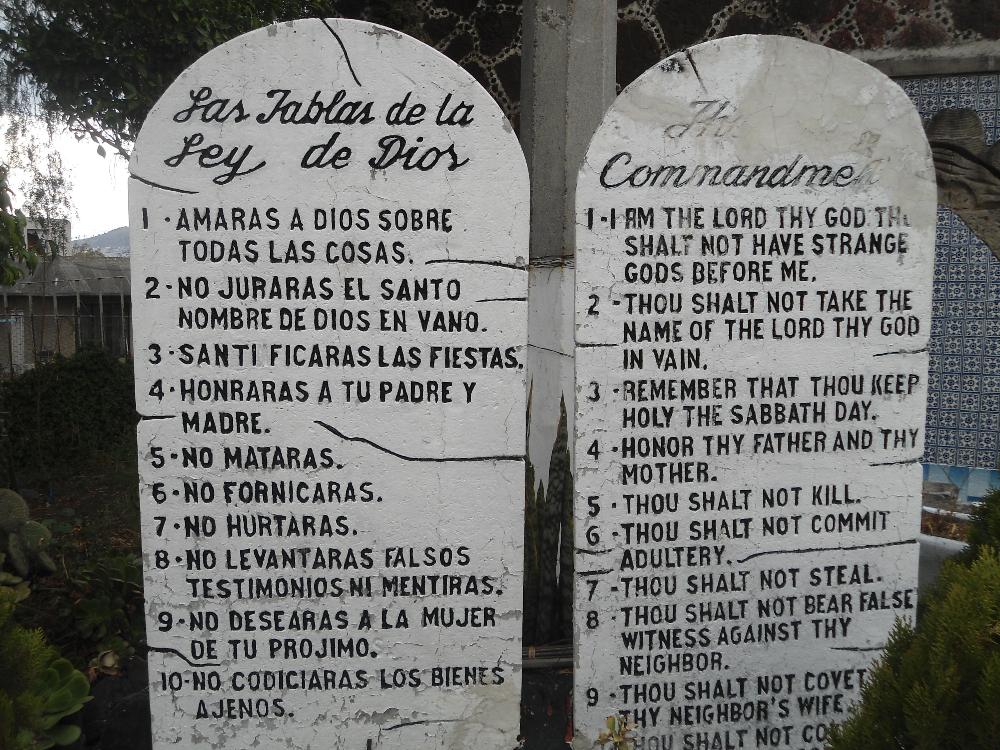 Las Tablas de la
Ley de Dios
1 - AMARAS A DIOS SOBRE
TODAS LAS COSAS.
2 - NO JURARAS EL SANTO
NOMBRE DE DIOS EN VANO.
3 - SANTIFICARAS LAS FIESTAS.
4 - HONRARAS A TU PADRE Y
MADRE.
5 - NO MATARAS.
6 - NO FORNICARAS.
7 - NO HURTARAS.
8 - NO LEVANTARAS FALSOS
TESTIMONIOS NI MENTIRAS.
9 - NO DESEARAS A LA MUJER
DE TU PROJIMO.
10 - NO CODICIARAS LOS BIENES
AJENOS.
1 - I AM THE LORD THY GOD
SHALT NOT HAVE STRANGE
GODS BEFORE ME.
2 - THOU SHALT NOT TAKE THE
NAME OF THE LORD THY GOD
IN VAIN.
3 - REMEMBER THAT THOU KEEP
HOLY THE SABBATH DAY.
4 - HONOR THY FATHER AND THY
MOTHER.
5 - THOU SHALT NOT KILL.
6 - THOU SHALT NOT COMMIT
ADULTERY.
7 - THOU SHALT NOT STEAL.
8 - THOU SHALT NOT BEAR FALSE
WITNESS AGAINST THY
NEIGHBOR.
9 - THOU SHALT NOT COVET
THY NEIGHBOR'S WIFE.
THOU SHALT NOT